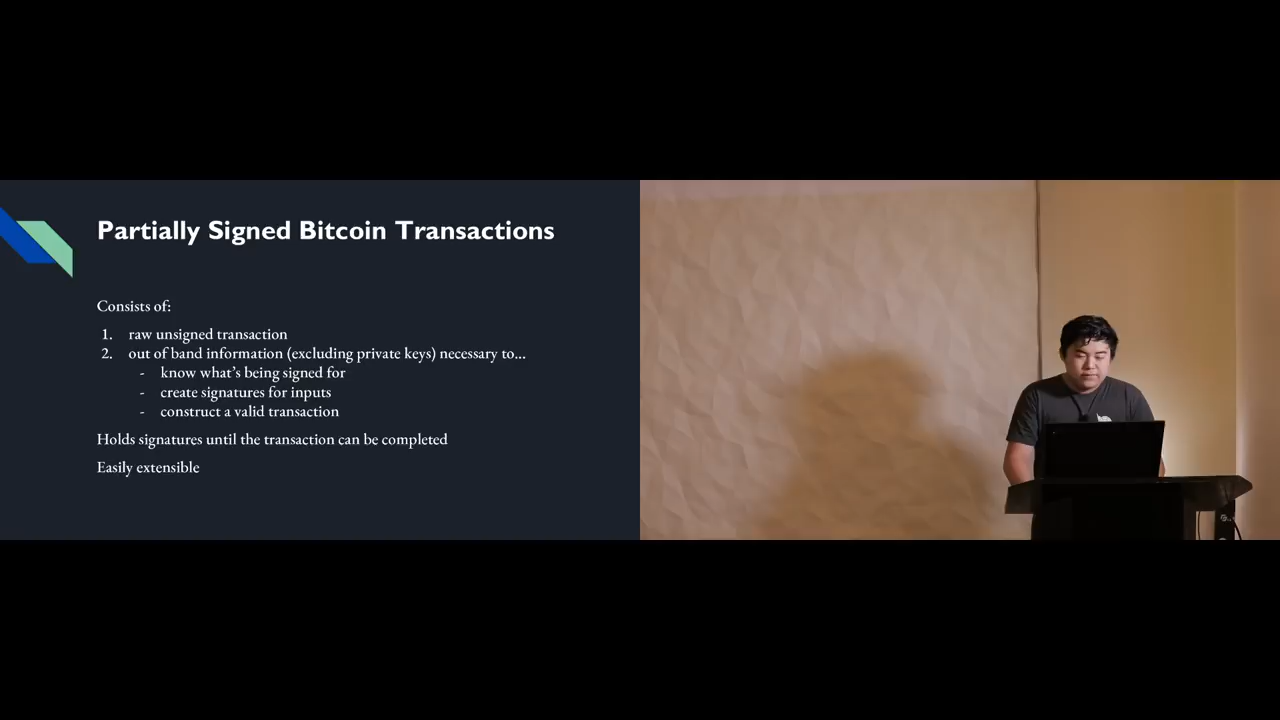 Partially Signed Bitcoin Transactions
Consists of:
1. raw unsigned transaction
2. out of band information (excluding private keys) necessary to...
- know what's being signed for
- create signatures for inputs
- construct a valid transaction
Holds signatures until the transaction can be completed
Easily extensible